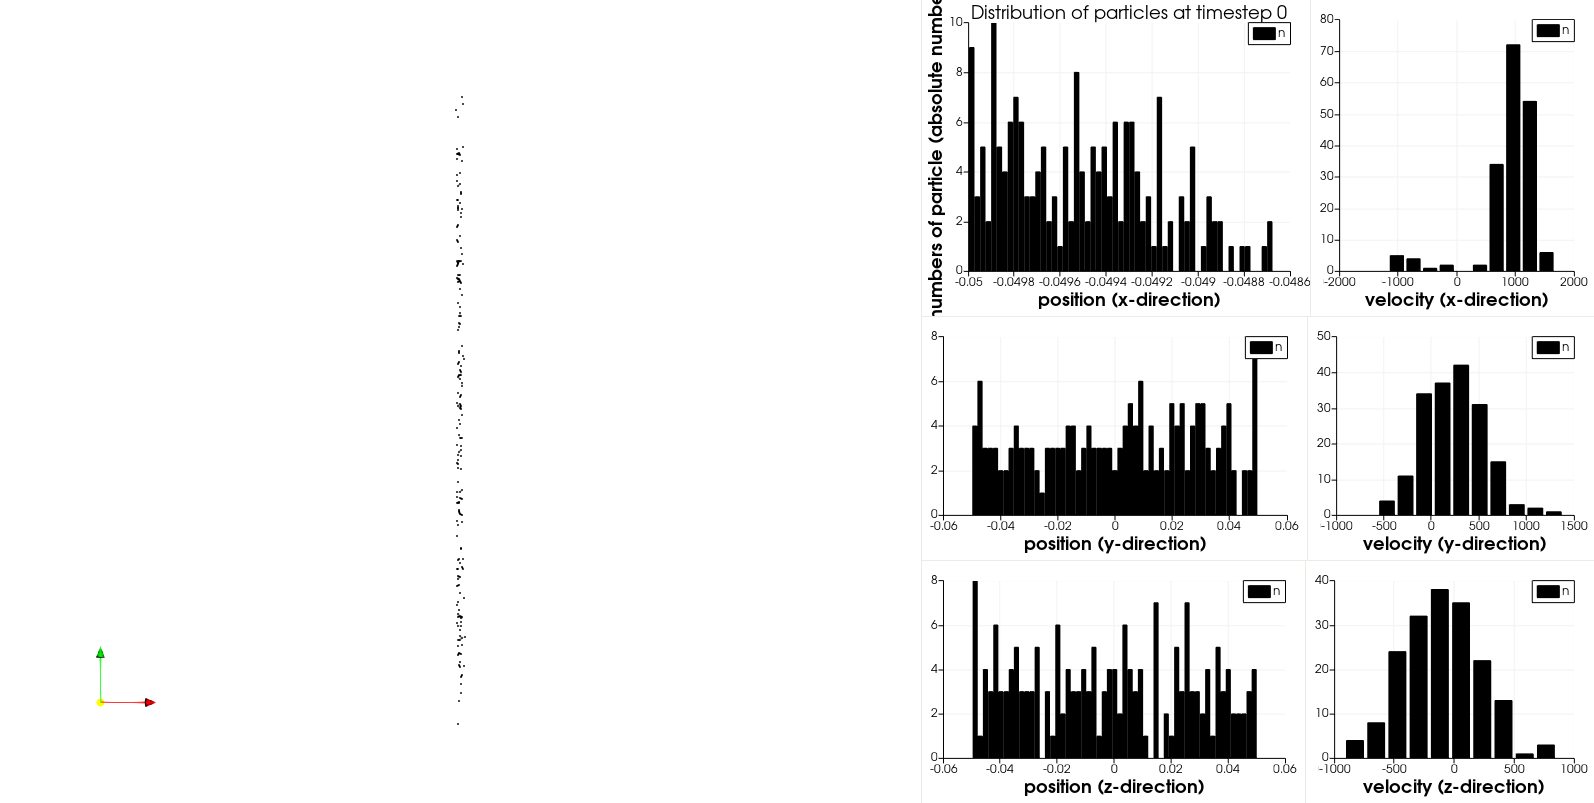 Distribution of particles at timestep 0
numbers of particle (absolute numbe
10
8
6
4
2
0
n
-0.05 -0.0498 -0.0496 -0.0494 -0.0492 -0.049 -0.0488 -0.0486
position (x-direction)
80
70
60
50
40
30
20
10
0
n
-2000 -1000 0 1000 2000
velocity (x-direction)
8
6
4
2
0
n
-0.06 -0.04 -0.02 0 0.02 0.04 0.06
position (y-direction)
50
40
30
20
10
0
n
-1000 -500 0 500 1000 1500
velocity (y-direction)
8
6
4
2
0
n
-0.06 -0.04 -0.02 0 0.02 0.04 0.06
position (z-direction)
40
30
20
10
0
n
-1000 -500 0 500 1000
velocity (z-direction)